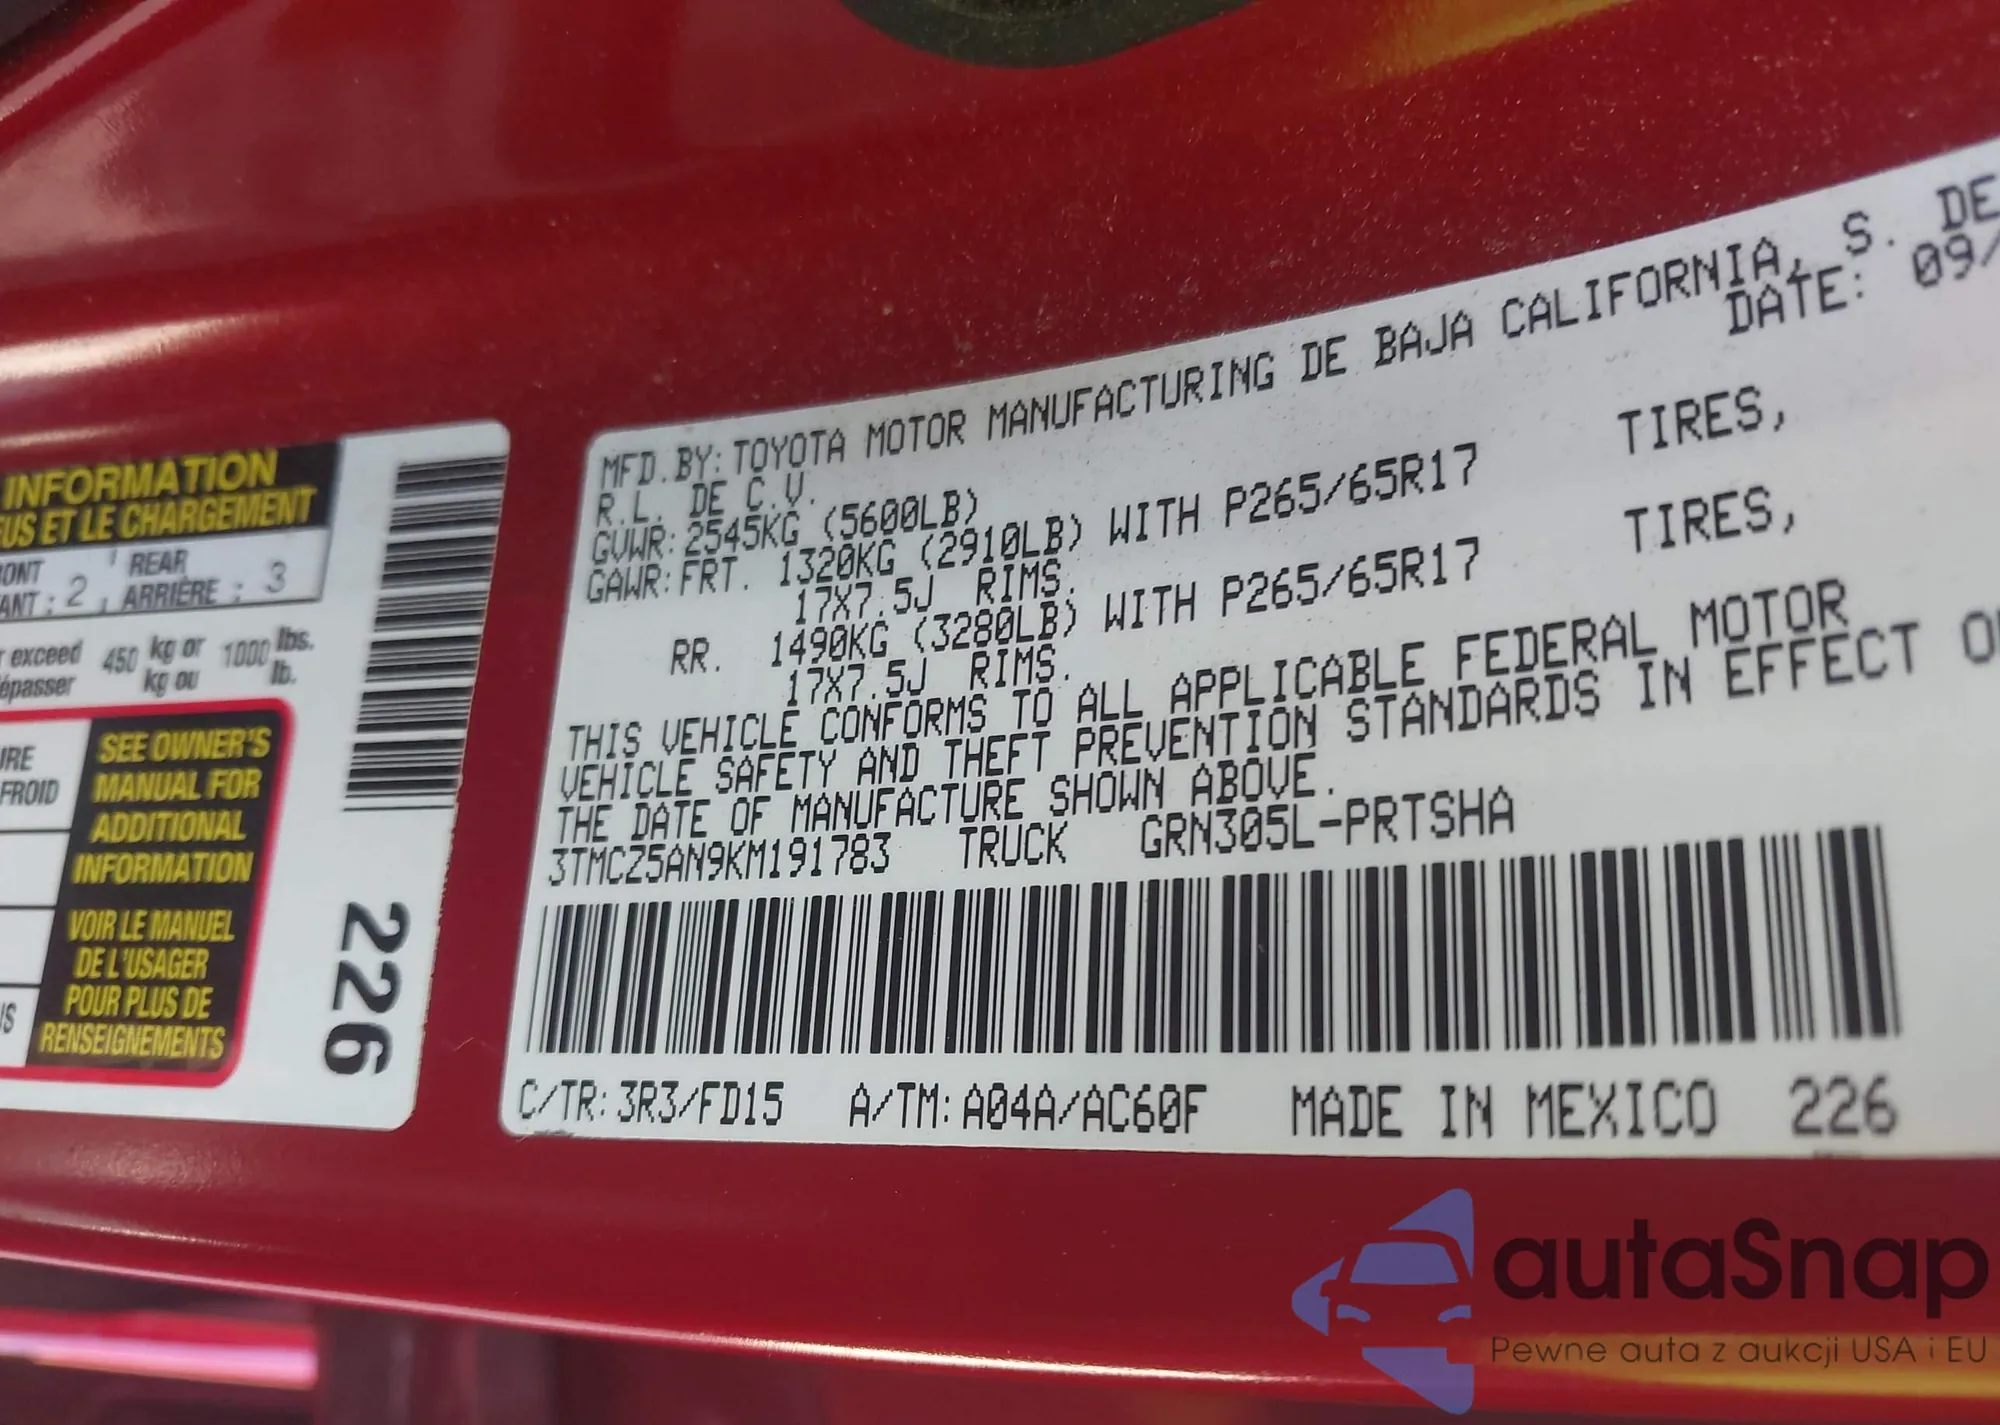 INFORMATION
EUS ET LE CHARGEMENT
REAR
ANT : 2 , ARRIÈRE : 3
exceed 450 kg or 1000 lbs.
kg ou lb.
SEE OWNER'S
MANUAL FOR
ADDITIONAL
INFORMATION
VOIR LE MANUEL
DE L'USAGER
POUR PLUS DE
RENSEIGNEMENTS
FROID
226
MFD.BY:TOYOTA MOTOR MANUFACTURING DE BAJA CALIFORNIA, S. DE
R.L. DE C.V. DATE: 09/
GVWR:2545KG (5600LB)
GAWR:FRT. 1320KG (2910LB) WITH P265/65R17 TIRES,
17X7.5J RIMS.
RR. 1490KG (3280LB) WITH P265/65R17 TIRES,
17X7.5J RIMS.
THIS VEHICLE CONFORMS TO ALL APPLICABLE FEDERAL MOTOR
VEHICLE SAFETY AND THEFT PREVENTION STANDARDS IN EFFECT O
THE DATE OF MANUFACTURE SHOWN ABOVE.
3TMCZ5AN9KM191783 TRUCK GRN305L-PRTSHA
C/TR:3R3/FD15 A/TM:A04A/AC60F MADE IN MEXICO 226
autaSnap
Pewne auta z aukcji USA i EU